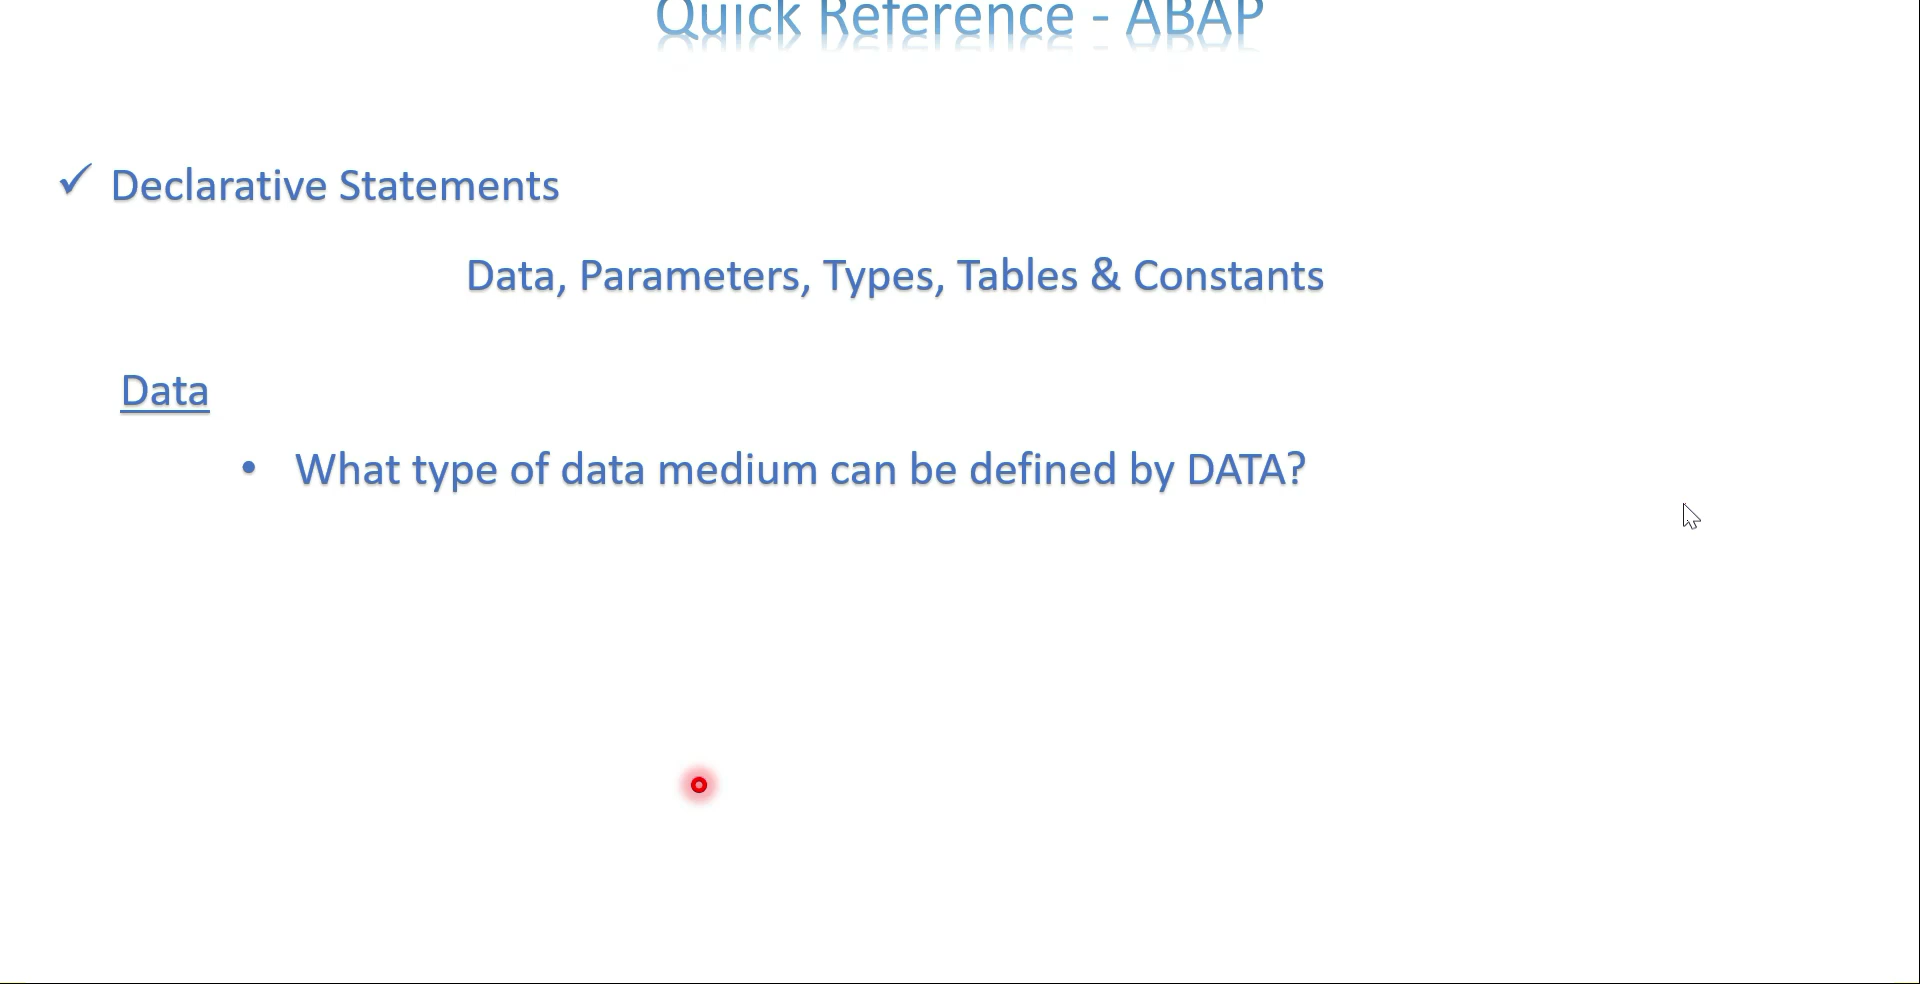 Quick Reference - ABAP
✓ Declarative Statements
Data, Parameters, Types, Tables & Constants
Data
• What type of data medium can be defined by DATA?